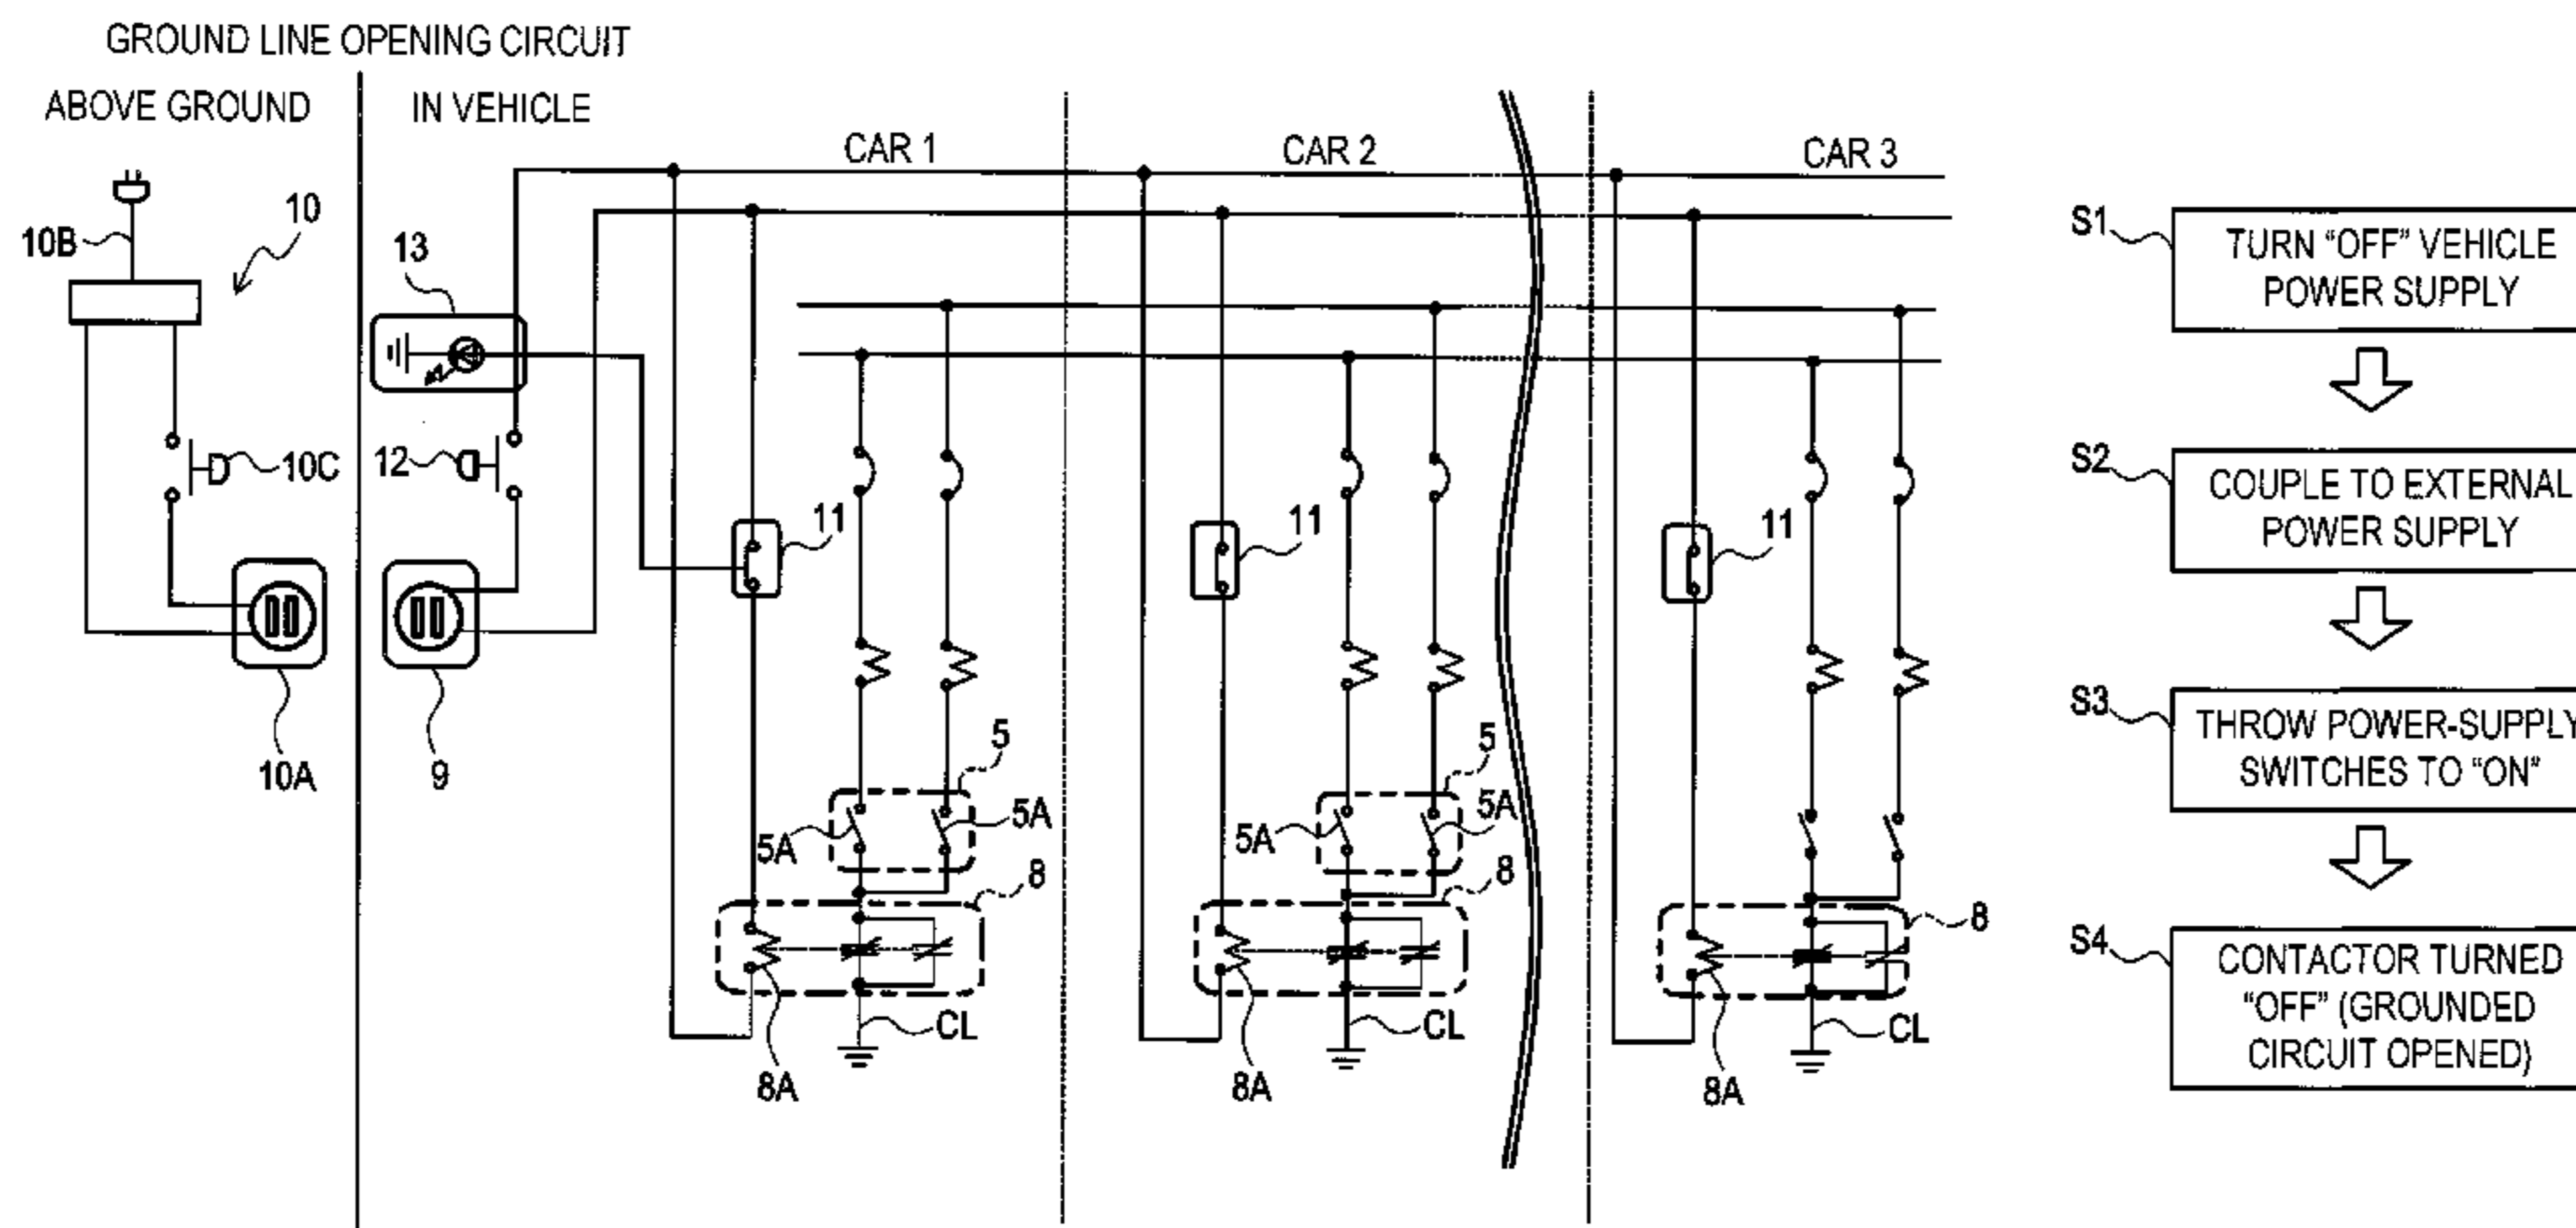 GROUND LINE OPENING CIRCUIT
ABOVE GROUND
IN VEHICLE
CAR 1
CAR 2
CAR 3
10B
10
13
10C
12
11
11
11
10A
9
5
5A
5A
8
8A
CL
5
5A
5A
8
8A
CL
8
8A
CL
S1
TURN “OFF” VEHICLE
POWER SUPPLY
S2
COUPLE TO EXTERNAL
POWER SUPPLY
S3
THROW POWER-SUPPLY
SWITCHES TO “ON”
S4
CONTACTOR TURNED
“OFF” (GROUNDED
CIRCUIT OPENED)